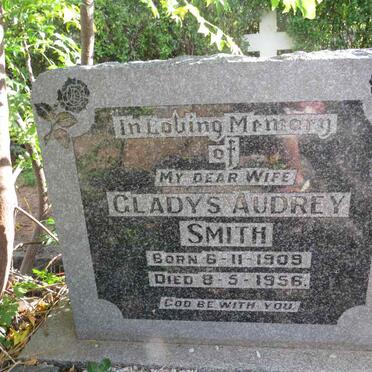 In Loving Memory
of
My Dear Wife
Gladys Audrey
Smith
Born 6-11-1909
Died 8-5-1956.
God be with you.